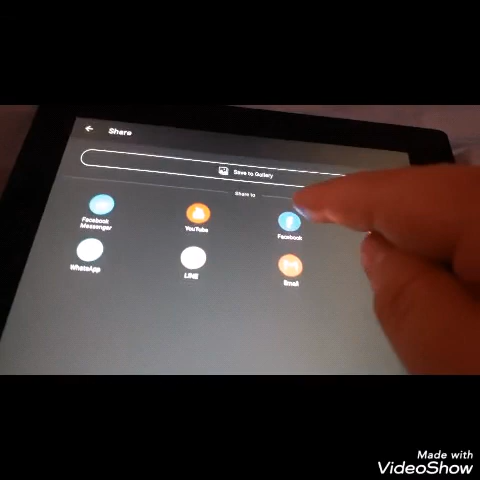 Share
Save to Gallery
Share to
Facebook
Messenger
YouTube
Facebook
WhatsApp
LINE
Email
Made with
VideoShow